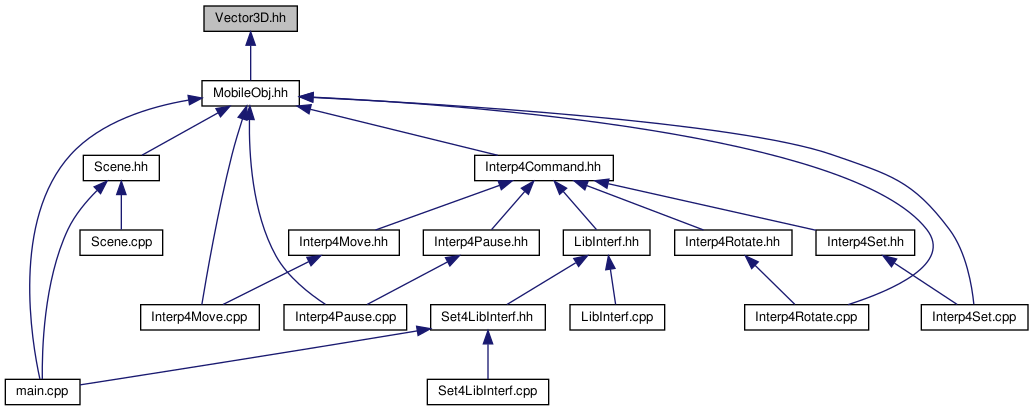 Vector3D.hh
MobileObj.hh
Scene.hh
Interp4Command.hh
Scene.cpp
Interp4Move.hh
Interp4Pause.hh
LibInterf.hh
Interp4Rotate.hh
Interp4Set.hh
Interp4Move.cpp
Interp4Pause.cpp
Set4LibInterf.hh
LibInterf.cpp
Interp4Rotate.cpp
Interp4Set.cpp
main.cpp
Set4LibInterf.cpp